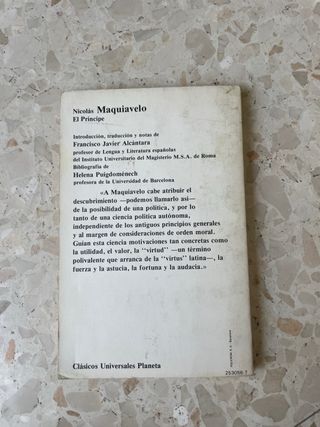 Nicolás Maquiavelo
El Príncipe
Introducción, traducción y notas de
Francisco Javier Alcántara
profesor de Lengua y Literatura españolas
del Instituto Universitario del Magisterio M.S.A. de Roma
Bibliografía de
Helena Puigdoménech
profesora de la Universidad de Barcelona
«A Maquiavelo cabe atribuir el
descubrimiento —podemos llamarlo así—
de la posibilidad de una política, y por lo
tanto de una ciencia política autónoma,
independiente de los antiguos principios generales
y al margen de consideraciones de orden moral.
Guían esta ciencia motivaciones tan concretas como
la utilidad, el valor, la “virtud” —un término
polivalente que arranca de la “virtus” latina—, la
fuerza y la astucia, la fortuna y la audacia.»
Clásicos Universales Planeta
253056 7